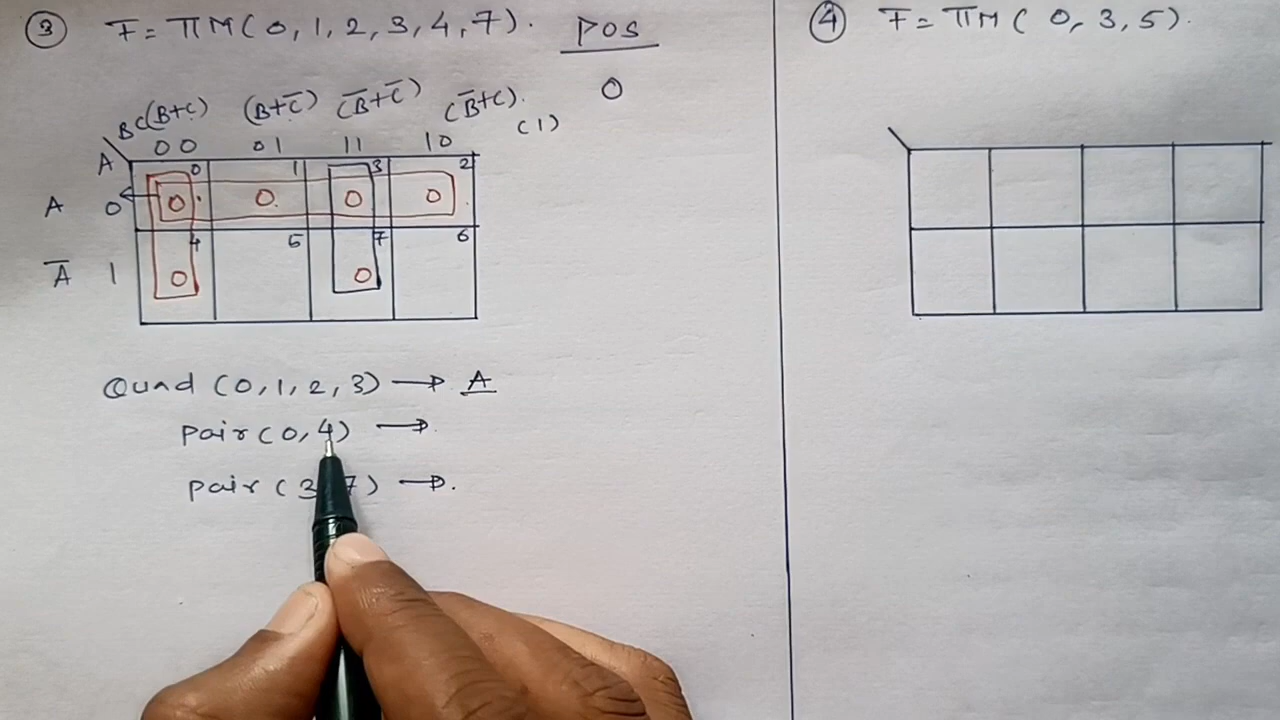 ③ F = ΠM ( 0, 1, 2, 3, 4, 7 ). POS
0
(B+C) (B+C̅) (B̅+C̅) (B̅+C).
BC 00 01 11 10 (1)
A
A 0 0 0 0 1 0 3 0 2
A̅ 1 0 4 5 0 7 6
Quad (0, 1, 2, 3) → A
Pair (0, 4) →
Pair (3 7) →.
④ F = ΠM ( 0, 3, 5 ).